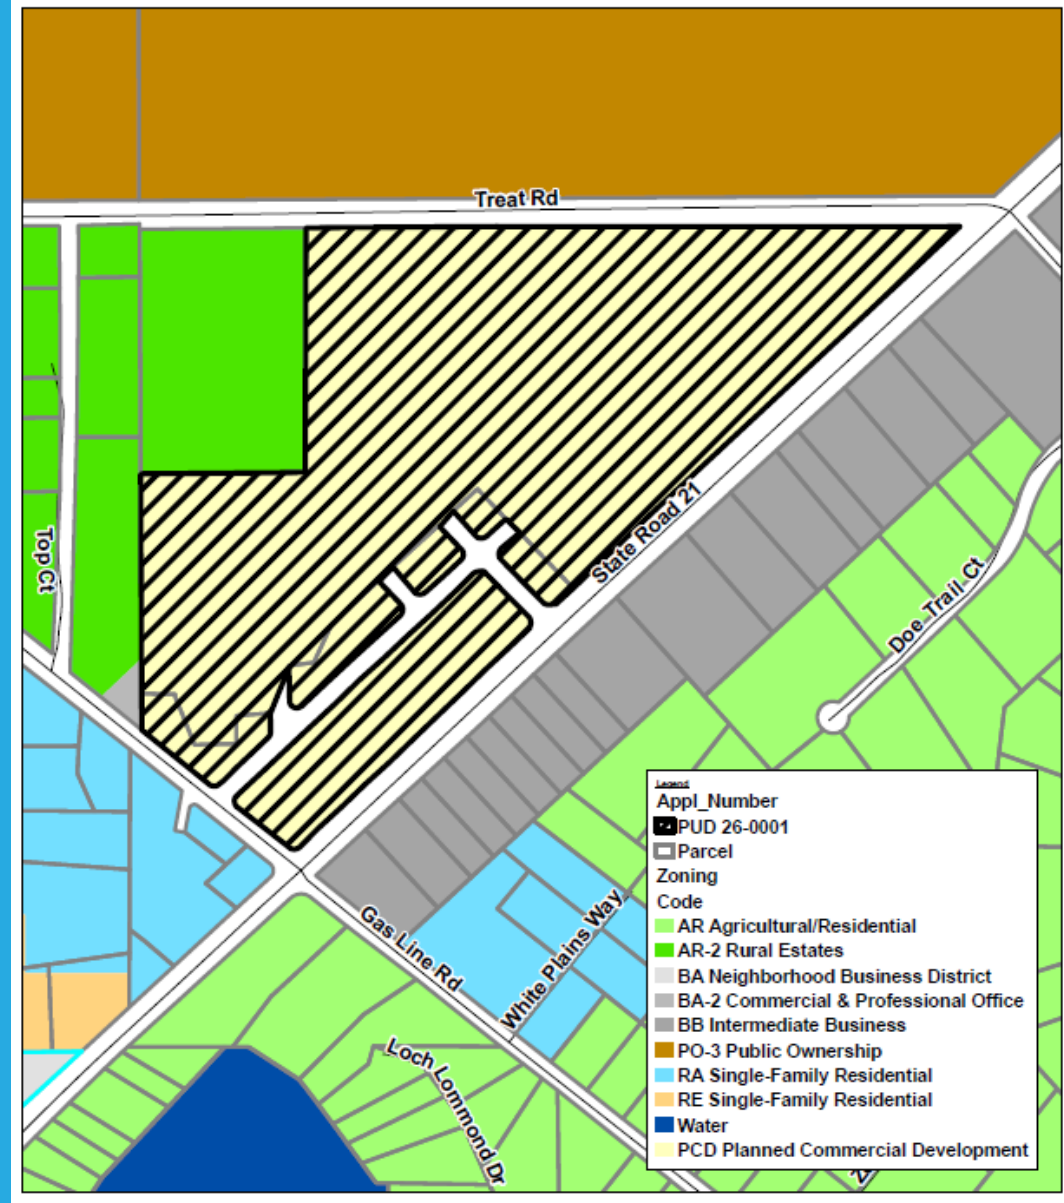 Treat Rd
State Road 21
Top Ct
Doe Trail Ct
Gas Line Rd
White Plains Way
Loch Lommond Dr
Legend
Appl_Number
PUD 26-0001
Parcel
Zoning
Code
AR Agricultural/Residential
AR-2 Rural Estates
BA Neighborhood Business District
BA-2 Commercial & Professional Office
BB Intermediate Business
PO-3 Public Ownership
RA Single-Family Residential
RE Single-Family Residential
Water
PCD Planned Commercial Development